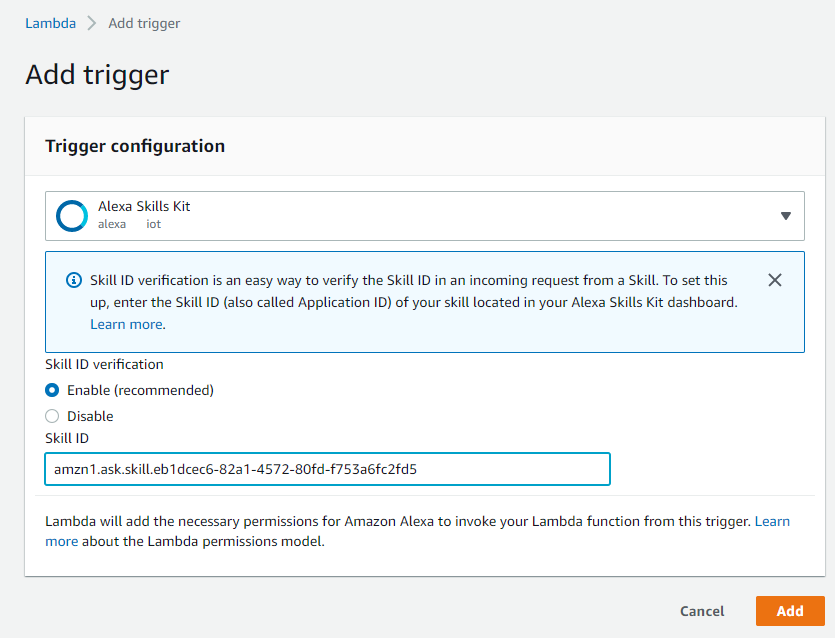 Lambda > Add trigger
Add trigger
Trigger configuration
Alexa Skills Kit
alexa iot
Skill ID verification is an easy way to verify the Skill ID in an incoming request from a Skill. To set this
up, enter the Skill ID (also called Application ID) of your skill located in your Alexa Skills Kit dashboard.
Learn more.
Skill ID verification
Enable (recommended)
Disable
Skill ID
amzn1.ask.skill.eb1dcec6-82a1-4572-80fd-f753a6fc2fd5
Lambda will add the necessary permissions for Amazon Alexa to invoke your Lambda function from this trigger. Learn
more about the Lambda permissions model.
Cancel Add